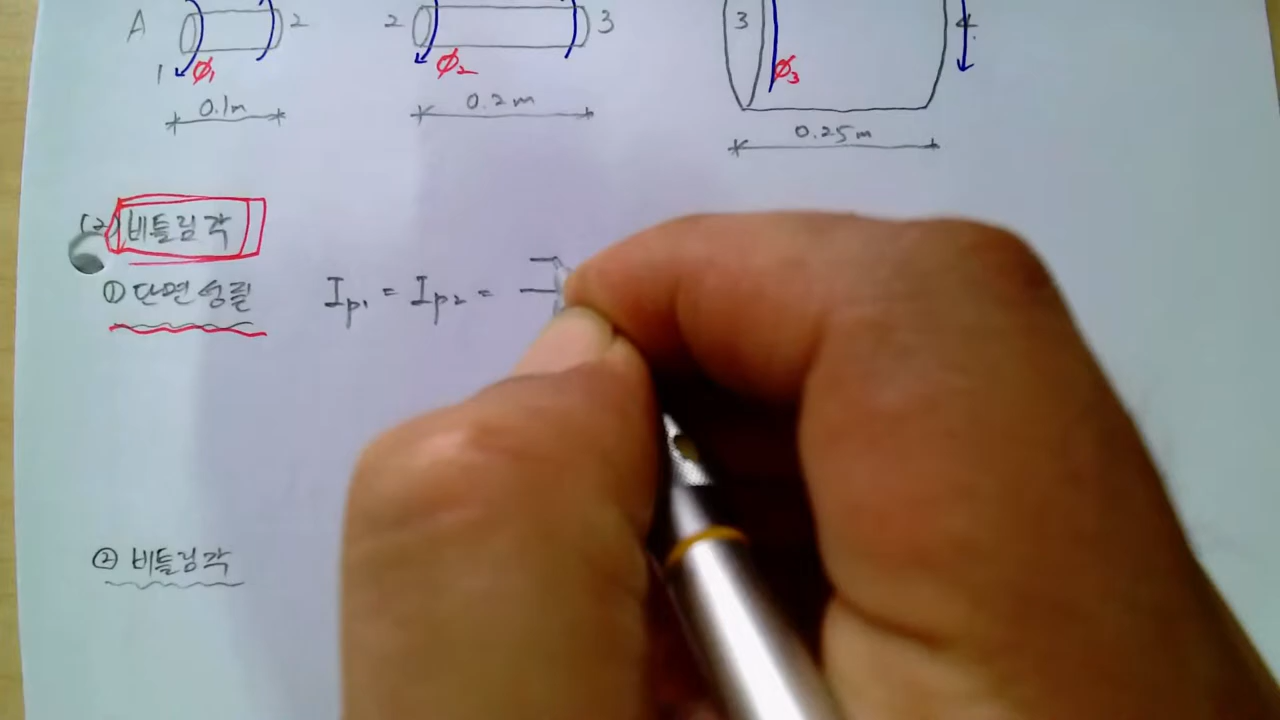 A 1 2 2 3 3 4
φ₁ φ₂ φ₃
0.1m 0.2m 0.25m
(2) 비틀림각
① 단면성질 Ip₁ = Ip₂ =
② 비틀림각